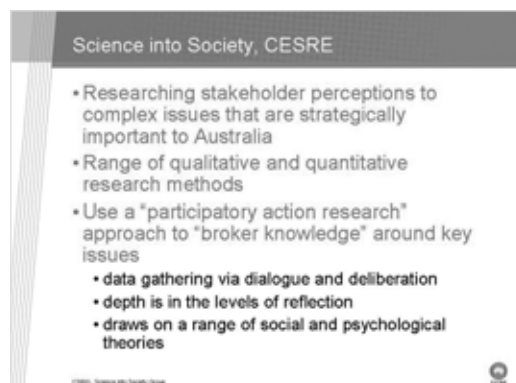 Science into Society, CESRE
• Researching stakeholder perceptions to
complex issues that are strategically
important to Australia
• Range of qualitative and quantitative
research methods
• Use a "participatory action research"
approach to "broker knowledge" around key
issues
• data gathering via dialogue and deliberation
• depth is in the levels of reflection
• draws on a range of social and psychological
theories